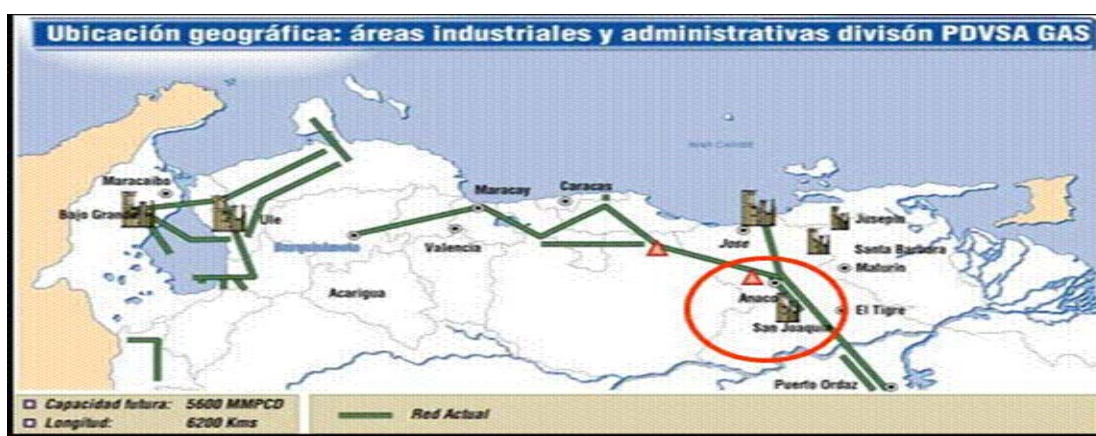 Ubicación geográfica: áreas industriales y administrativas divisón PDVSA GAS
MAR CARIBE
Maracaibo
Maracay
Caracas
Bajo Grande
Ule
Jose
Jusepin
Barquisimeto
Valencia
Santa Barbara
Maturin
Acarigua
Anaco
El Tigre
San Joaquin
Puerto Ordaz
Capacidad futura: 5600 MMPCD
Longitud: 6200 Kms
Red Actual